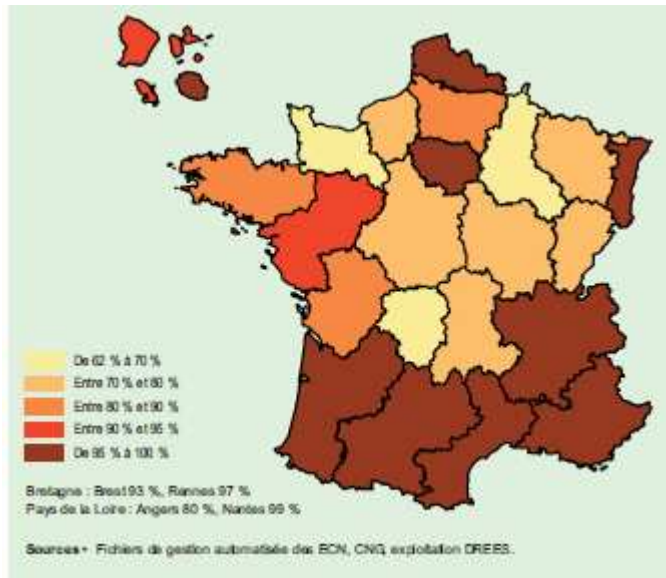 De 62 % à 70 %
Entre 70 % et 80 %
Entre 80 % et 90 %
Entre 90 % et 95 %
De 95 % à 100 %
Bretagne : Brest 93 %, Rennes 97 %
Pays de la Loire : Angers 80 %, Nantes 99 %
Sources • Fichiers de gestion automatisée des ECN, CNG, exploitation DREES.